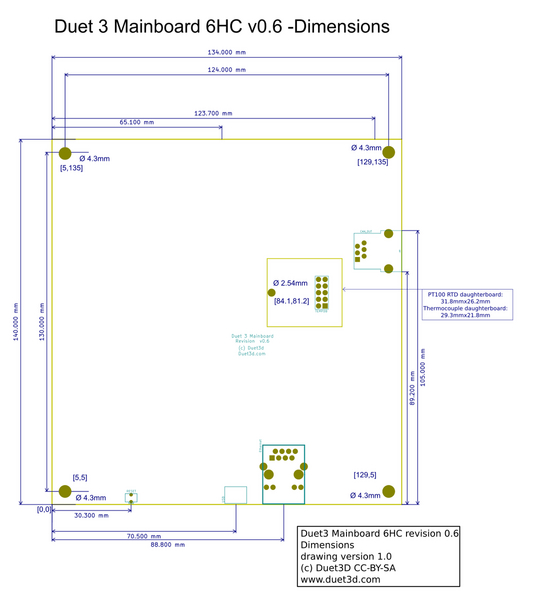 Duet 3 Mainboard 6HC v0.6 -Dimensions
134.000 mm
124.000 mm
123.700 mm
65.100 mm
Ø 4.3mm
Ø 4.3mm
[5,135]
[129,135]
Ø 2.54mm
[84.1,81.2]
PT100 RTD daughterboard:
31.8mmx26.2mm
Thermocouple daughterboard:
29.3mmx21.8mm
140.000 mm
130.000 mm
Duet 3 Mainboard
Revision v0.6
(c) Duet3d
Duet3d.com
105.000 mm
89.200 mm
[5,5]
[129,5]
Ø 4.3mm
Ø 4.3mm
[0,0]
30.300 mm
70.500 mm
88.800 mm
Duet3 Mainboard 6HC revision 0.6
Dimensions
drawing version 1.0
(c) Duet3D CC-BY-SA
www.duet3d.com